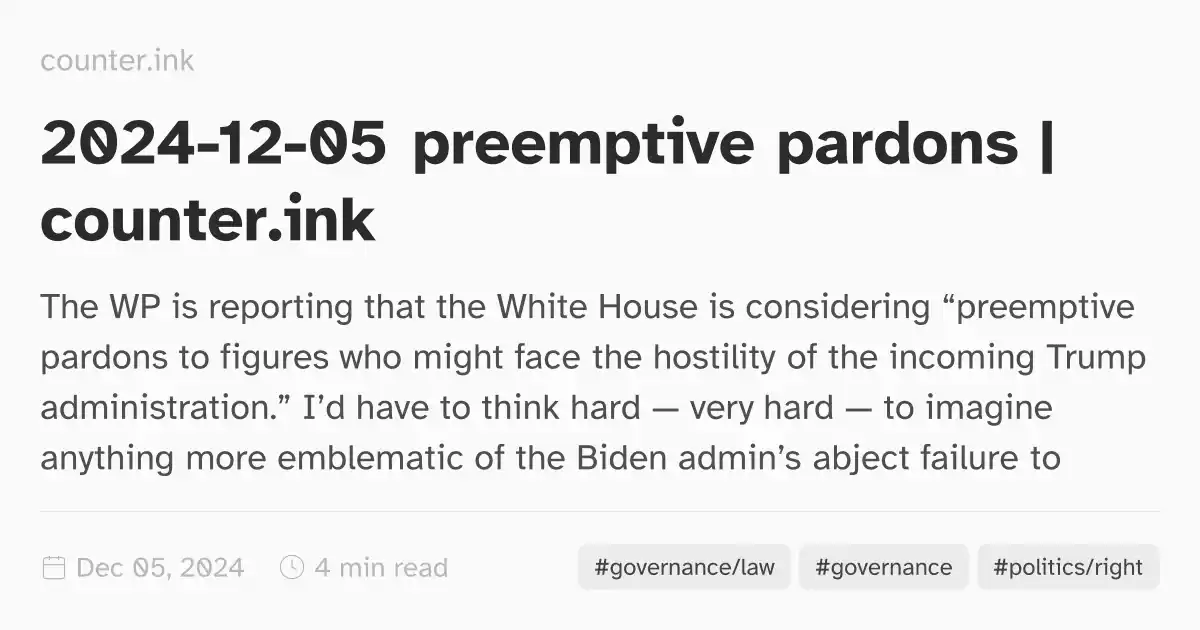 counter.ink
2024-12-05 preemptive pardons |
counter.ink
The WP is reporting that the White House is considering “preemptive
pardons to figures who might face the hostility of the incoming Trump
administration.” I’d have to think hard — very hard — to imagine
anything more emblematic of the Biden admin’s abject failure to
Dec 05, 2024 4 min read #governance/law #governance #politics/right